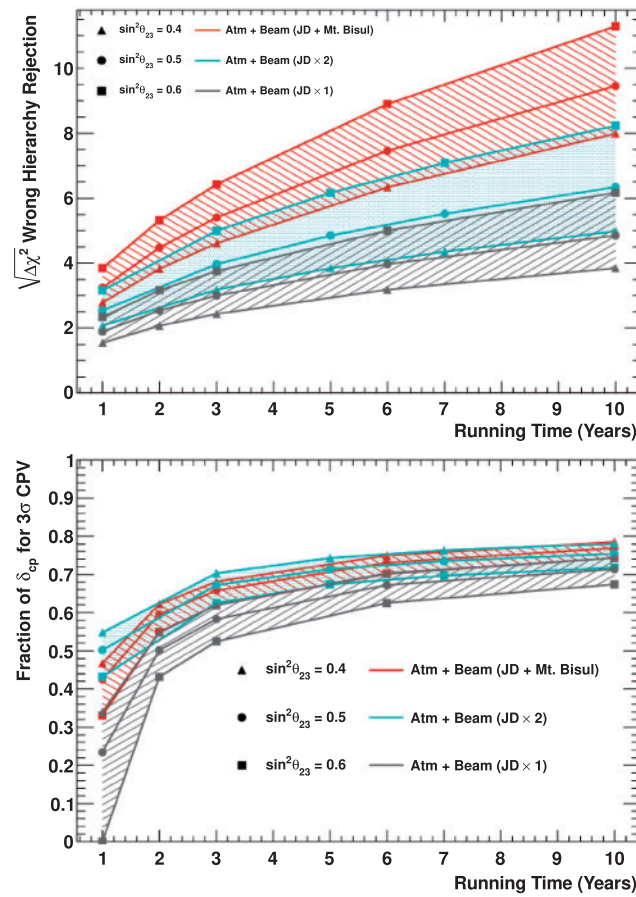 sin²θ₂₃ = 0.4 Atm + Beam (JD + Mt. Bisul)
sin²θ₂₃ = 0.5 Atm + Beam (JD × 2)
sin²θ₂₃ = 0.6 Atm + Beam (JD × 1)
√Δχ² Wrong Hierarchy Rejection
10
8
6
4
2
0
1 2 3 4 5 6 7 8 9 10
Running Time (Years)
Fraction of δcp for 3σ CPV
1
0.9
0.8
0.7
0.6
0.5
0.4
0.3
0.2
0.1
0
sin²θ₂₃ = 0.4 Atm + Beam (JD + Mt. Bisul)
sin²θ₂₃ = 0.5 Atm + Beam (JD × 2)
sin²θ₂₃ = 0.6 Atm + Beam (JD × 1)
1 2 3 4 5 6 7 8 9 10
Running Time (Years)